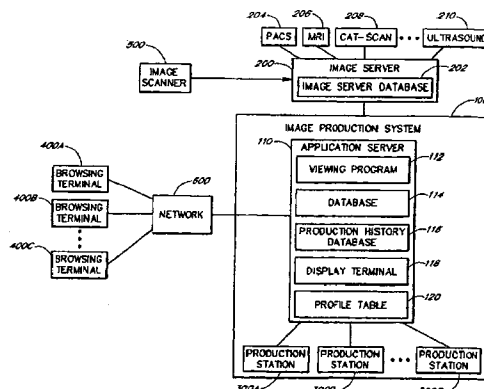 204 206 208 210
PACS MRI CAT-SCAN ••• ULTRASOUND
500 200 202
IMAGE SERVER
IMAGE SERVER DATABASE
IMAGE
SCANNER
IMAGE PRODUCTION SYSTEM
110 APPLICATION SERVER 112
VIEWING PROGRAM
400A
BROWSING
TERMINAL
400B
BROWSING
TERMINAL
400C
BROWSING
TERMINAL
600
NETWORK
114
DATABASE
116
PRODUCTION HISTORY
DATABASE
118
DISPLAY TERMINAL
120
PROFILE TABLE
PRODUCTION
STATION
PRODUCTION
STATION
•••
PRODUCTION
STATION
300A